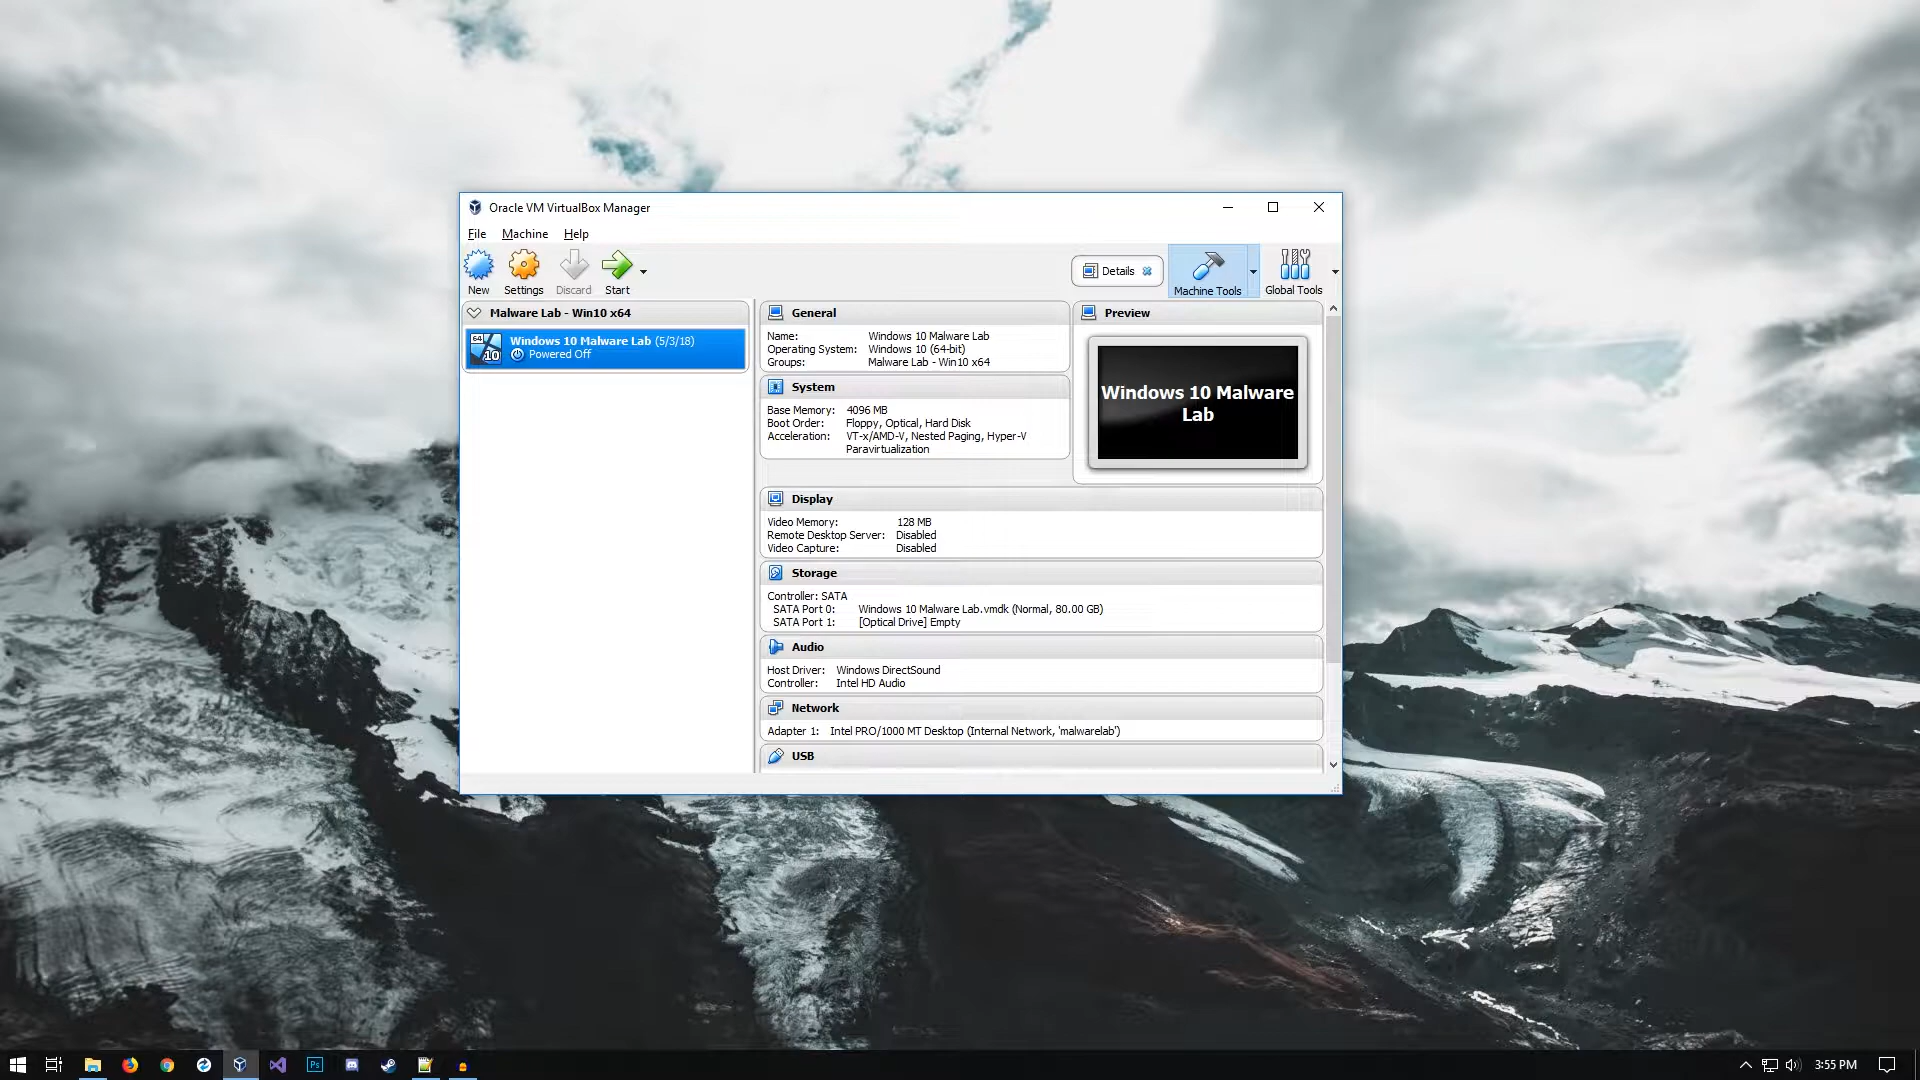 Oracle VM VirtualBox Manager
File Machine Help
New Settings Discard Start
Details
Machine Tools
Global Tools
Malware Lab - Win10 x64
64
10
Windows 10 Malware Lab (5/3/18)
Powered Off
General
Name: Windows 10 Malware Lab
Operating System: Windows 10 (64-bit)
Groups: Malware Lab - Win10 x64
System
Base Memory: 4096 MB
Boot Order: Floppy, Optical, Hard Disk
Acceleration: VT-x/AMD-V, Nested Paging, Hyper-V
Paravirtualization
Preview
Windows 10 Malware
Lab
Display
Video Memory: 128 MB
Remote Desktop Server: Disabled
Video Capture: Disabled
Storage
Controller: SATA
SATA Port 0: Windows 10 Malware Lab.vmdk (Normal, 80.00 GB)
SATA Port 1: [Optical Drive] Empty
Audio
Host Driver: Windows DirectSound
Controller: Intel HD Audio
Network
Adapter 1: Intel PRO/1000 MT Desktop (Internal Network, 'malwarelab')
USB
Ps
3:55 PM